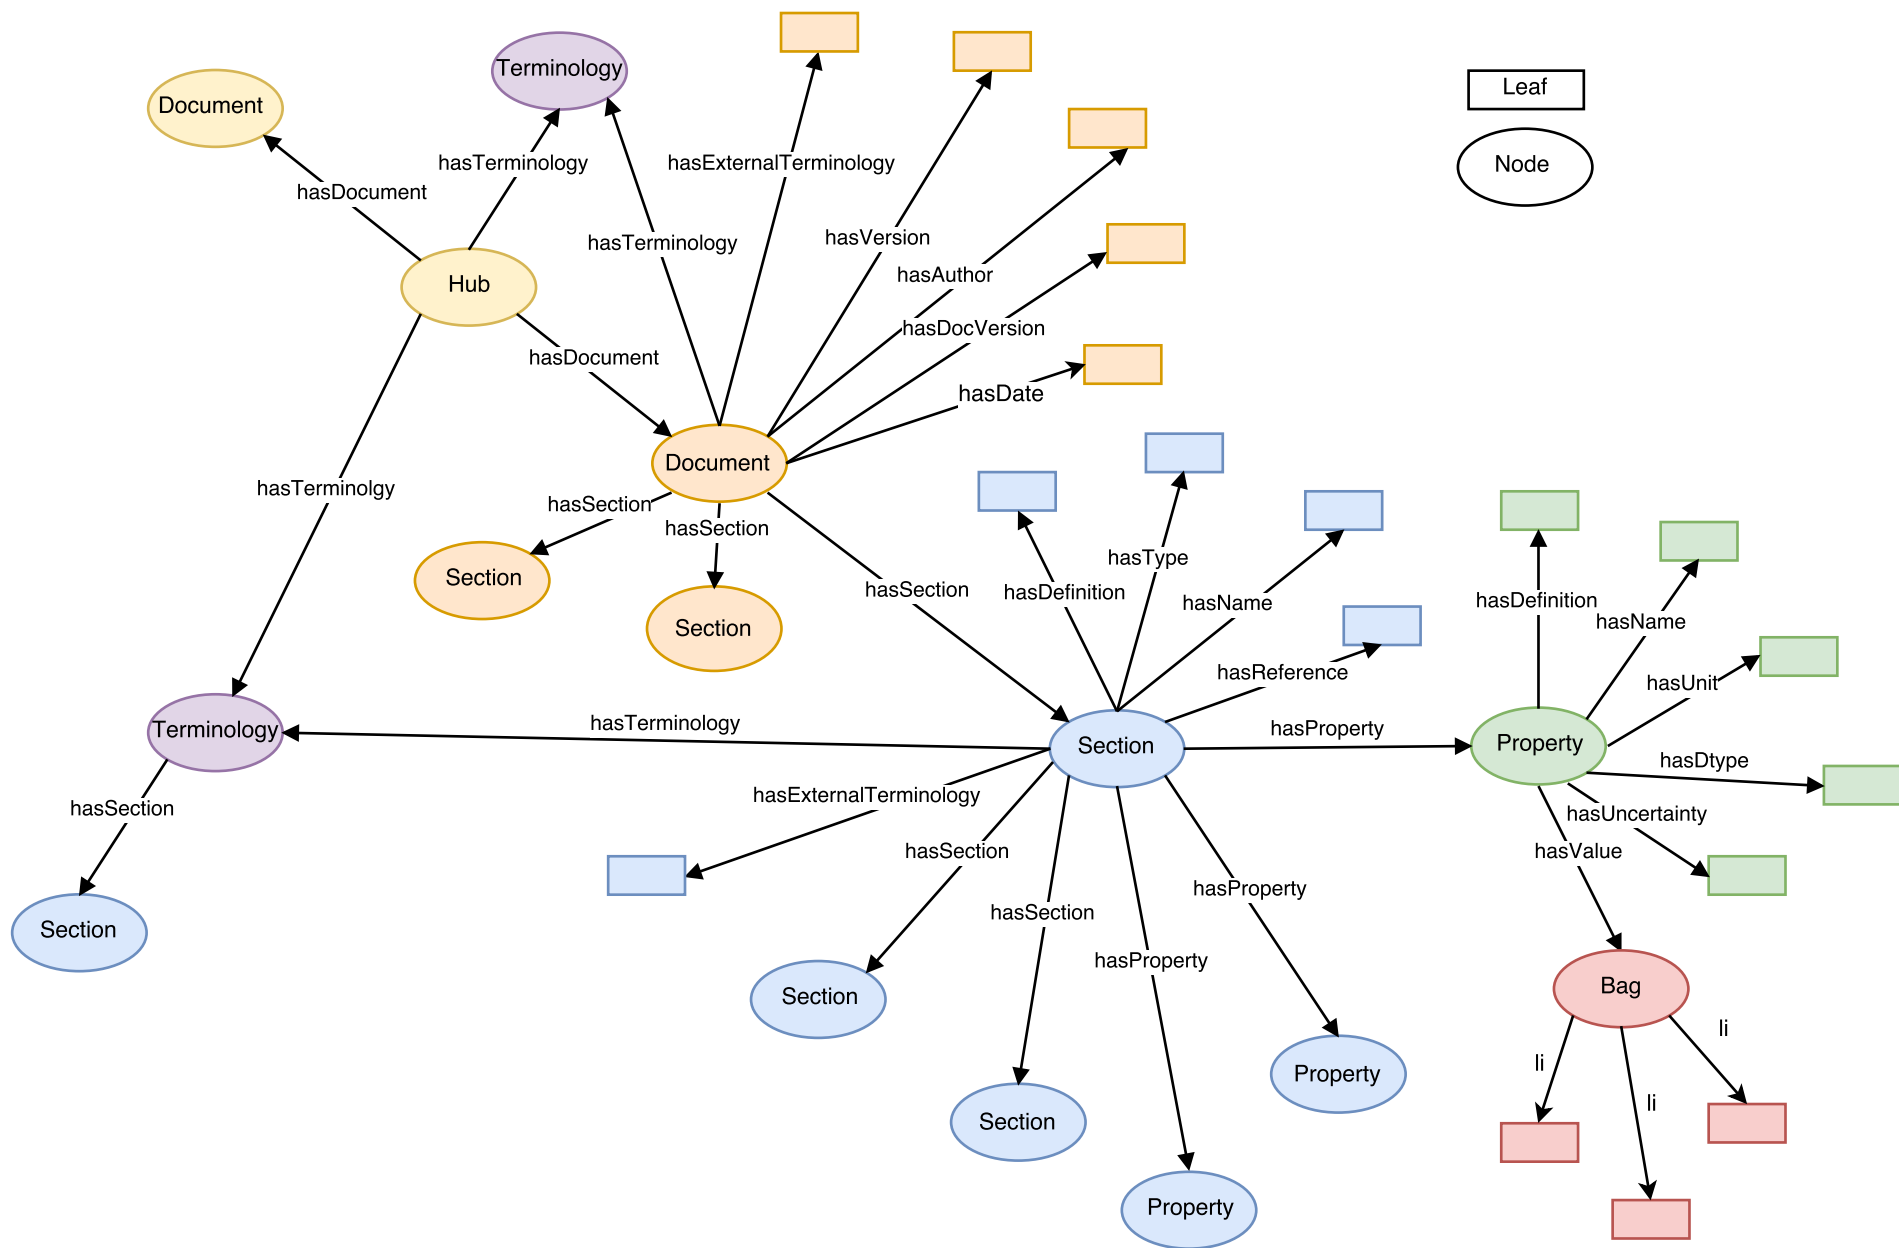 Terminology
Leaf
Document
Node
hasTerminology
hasExternalTerminology
hasDocument
hasVersion
hasTerminology
hasAuthor
Hub
hasDocVersion
hasDocument
hasDate
Document
hasTerminolgy
hasSection
hasSection
hasType
Section
hasSection
hasDefinition
hasName
hasDefinition
hasName
Section
hasReference
hasUnit
hasTerminology
Terminology
Section
hasProperty
Property
hasDtype
hasExternalTerminology
hasSection
hasUncertainty
hasSection
hasValue
hasProperty
hasSection
Section
hasProperty
Section
Bag
li
li
Property
li
Section
Property